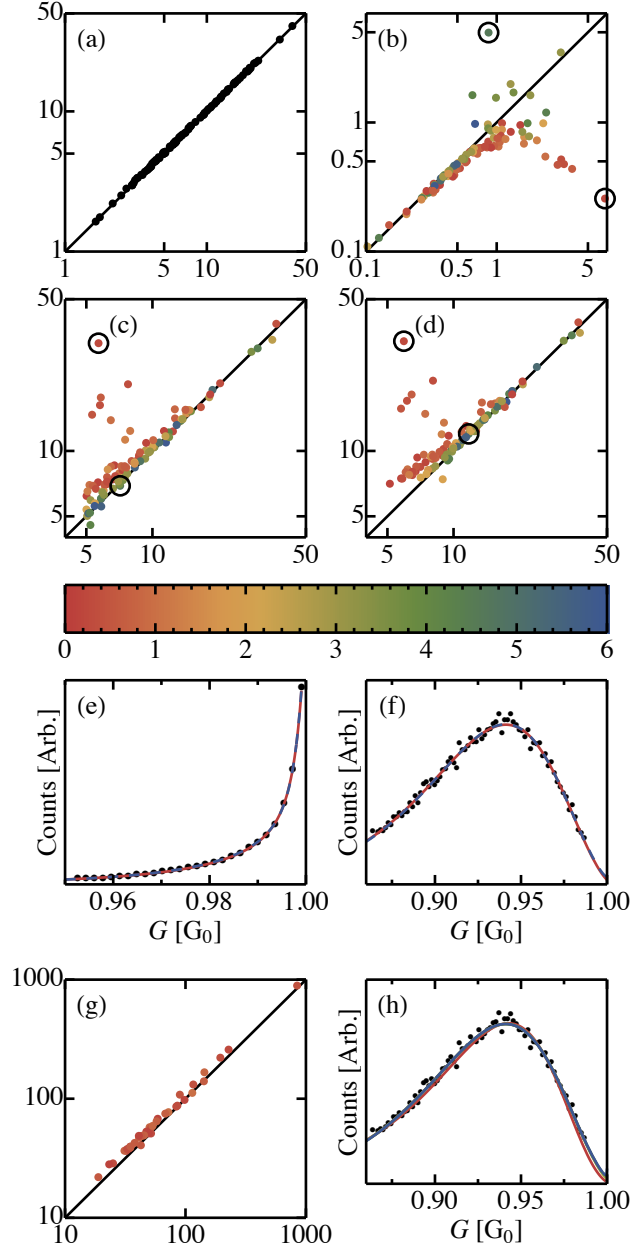 50 (a) 10 5 1
1 5 10 50
(b) 5 1 0.5 0.1
0.1 0.5 1 5
50 (c) 10 5
5 10 50
50 (d) 10 5
5 10 50
0 1 2 3 4 5 6
(e) Counts [Arb.]
0.96 0.98 1.00
G [G0]
(f) Counts [Arb.]
0.90 0.95 1.00
G [G0]
1000 (g) 100 10
10 100 1000
(h) Counts [Arb.]
0.90 0.95 1.00
G [G0]